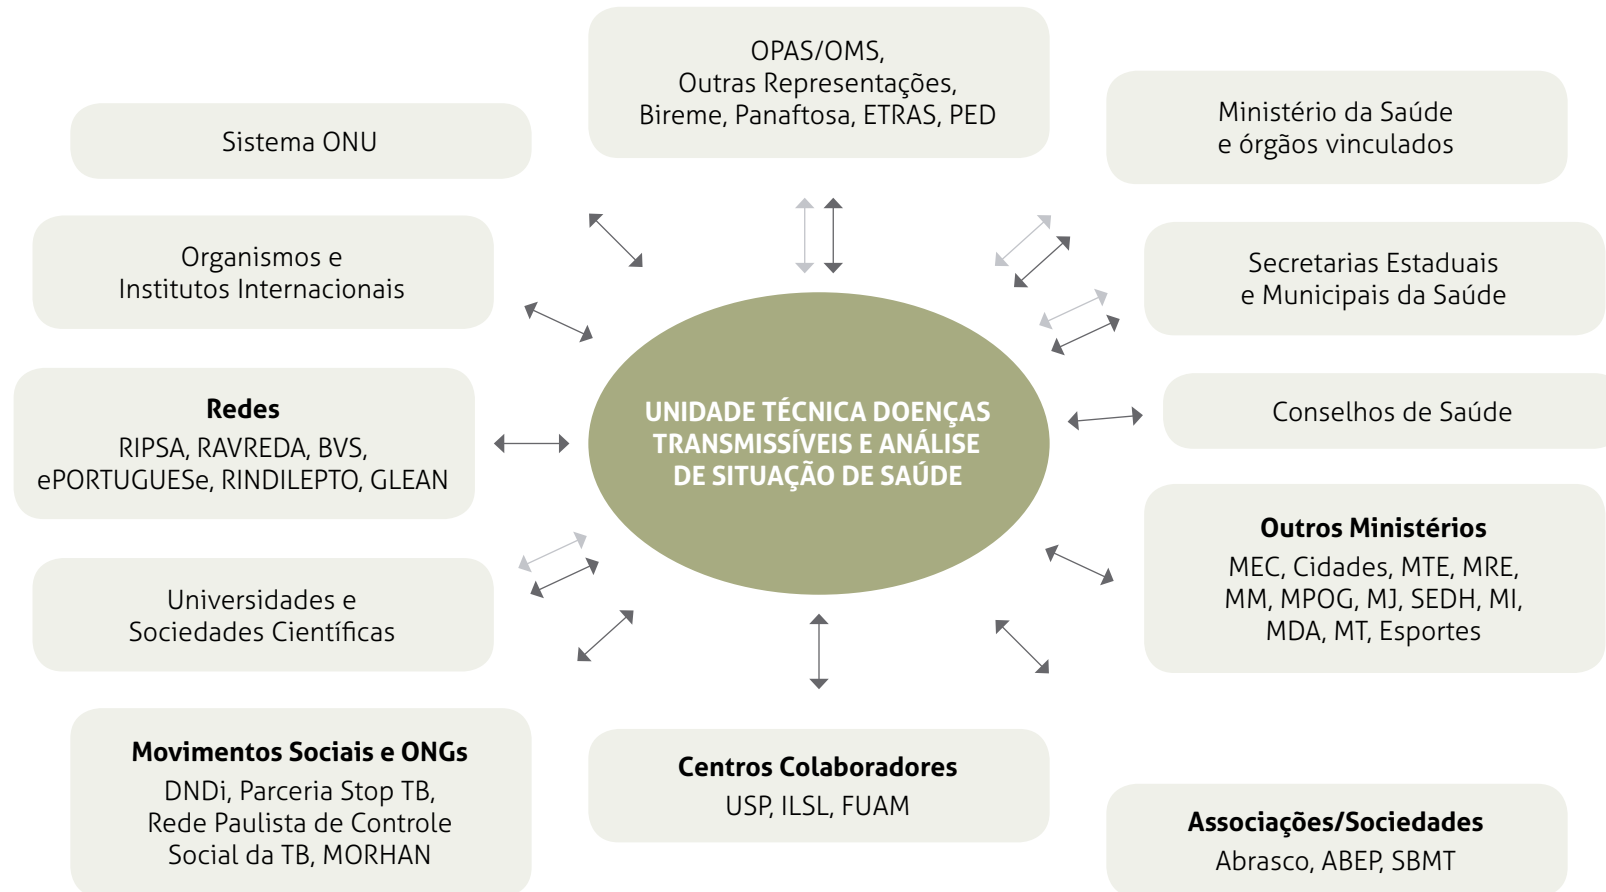 OPAS/OMS,
Outras Representações,
Bireme, Panaftosa, ETRAS, PED
Sistema ONU
Ministério da Saúde
e órgãos vinculados
Organismos e
Institutos Internacionais
Secretarias Estaduais
e Municipais da Saúde
Redes
RIPSA, RAVREDA, BVS,
ePORTUGUESe, RINDILEPTO, GLEAN
UNIDADE TÉCNICA DOENÇAS
TRANSMISSÍVEIS E ANÁLISE
DE SITUAÇÃO DE SAÚDE
Conselhos de Saúde
Universidades e
Sociedades Científicas
Outros Ministérios
MEC, Cidades, MTE, MRE,
MM, MPOG, MJ, SEDH, MI,
MDA, MT, Esportes
Movimentos Sociais e ONGs
DNDi, Parceria Stop TB,
Rede Paulista de Controle
Social da TB, MORHAN
Centros Colaboradores
USP, ILSL, FUAM
Associações/Sociedades
Abrasco, ABEP, SBMT